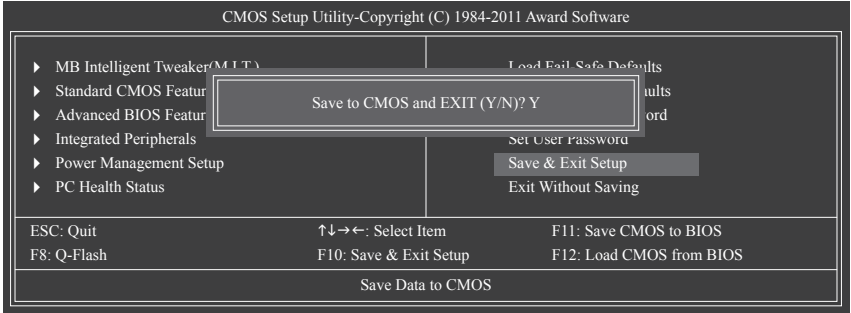 CMOS Setup Utility-Copyright (C) 1984-2011 Award Software
MB Intelligent Tweaker(M.I.T.)
Standard CMOS Featur
Advanced BIOS Featur
Integrated Peripherals
Power Management Setup
PC Health Status
Save to CMOS and EXIT (Y/N)? Y
Load Fail-Safe Defaults
aults
ord
Set User Password
Save & Exit Setup
Exit Without Saving
ESC: Quit
↑↓→←: Select Item
F11: Save CMOS to BIOS
F8: Q-Flash
F10: Save & Exit Setup
F12: Load CMOS from BIOS
Save Data to CMOS